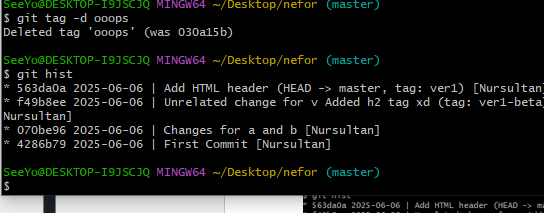 SeeYo@DESKTOP-I9JSCJQ MINGW64 ~/Desktop/nefor (master)
$ git tag -d ooops
Deleted tag 'ooops' (was 030a15b)
SeeYo@DESKTOP-I9JSCJQ MINGW64 ~/Desktop/nefor (master)
$ git hist
* 563da0a 2025-06-06 | Add HTML header (HEAD -> master, tag: ver1) [Nursultan]
* f49b8ee 2025-06-06 | Unrelated change for v Added h2 tag xd (tag: ver1-beta)
Nursultan]
* 070be96 2025-06-06 | Changes for a and b [Nursultan]
* 4286b79 2025-06-06 | First Commit [Nursultan]
SeeYo@DESKTOP-I9JSCJQ MINGW64 ~/Desktop/nefor (master)
$
$ git hist
* 563da0a 2025-06-06 | Add HTML header (HEAD -> m